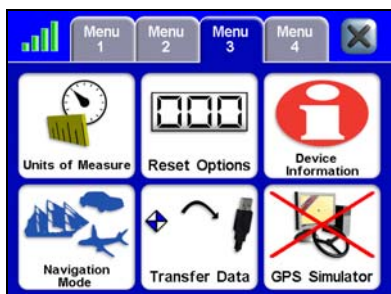 Menu Menu Menu Menu
1 2 3 4
Units of Measure Reset Options Device
Information
Navigation
Mode
Transfer Data GPS Simulator